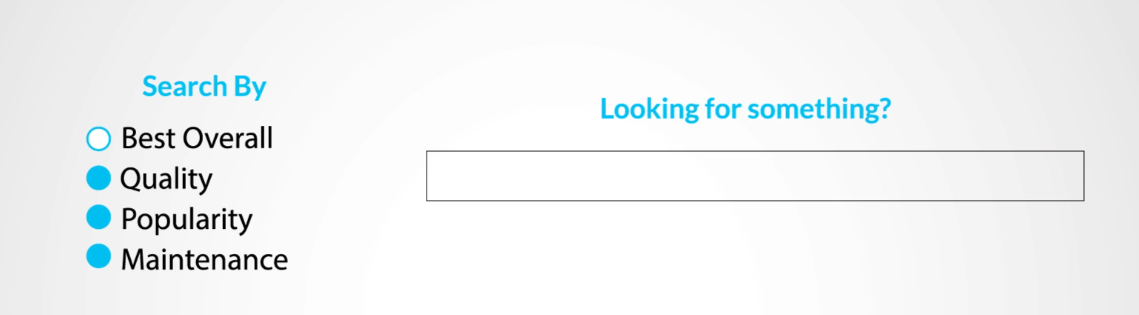 Search By
Best Overall
Quality
Popularity
Maintenance
Looking for something?